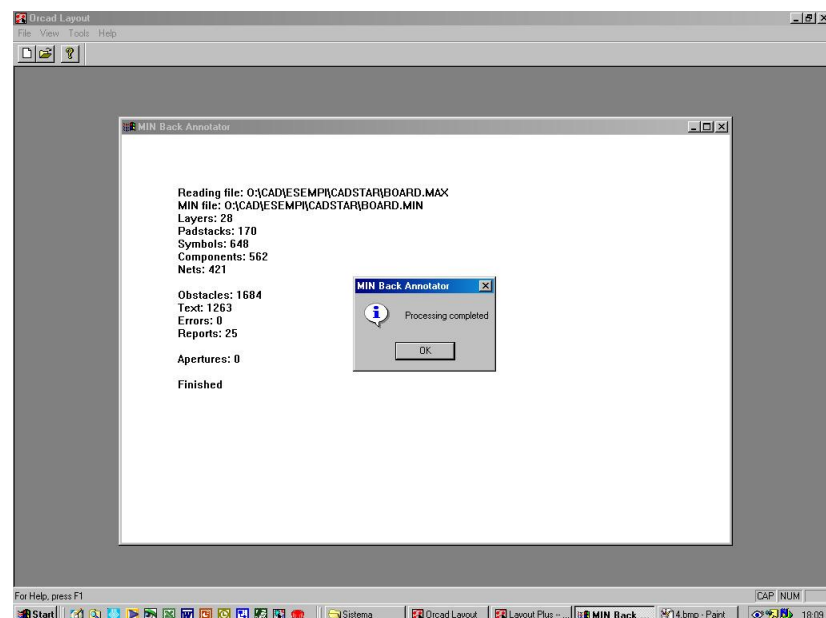 Orcad Layout
File View Tools Help
MIN Back Annotator
Reading file: O:\CAD\ESEMPI\CADSTAR\BOARD.MAX
MIN file: O:\CAD\ESEMPI\CADSTAR\BOARD.MIN
Layers: 28
Padstacks: 170
Symbols: 648
Components: 562
Nets: 421
Obstacles: 1684
Text: 1263
Errors: 0
Reports: 25
Apertures: 0
Finished
MIN Back Annotator
Processing completed
OK
For Help, press F1
CAP NUM
Start Sistema Orcad Layout Layout Plus - ... MIN Back ... 14.bmp - Paint 18:09